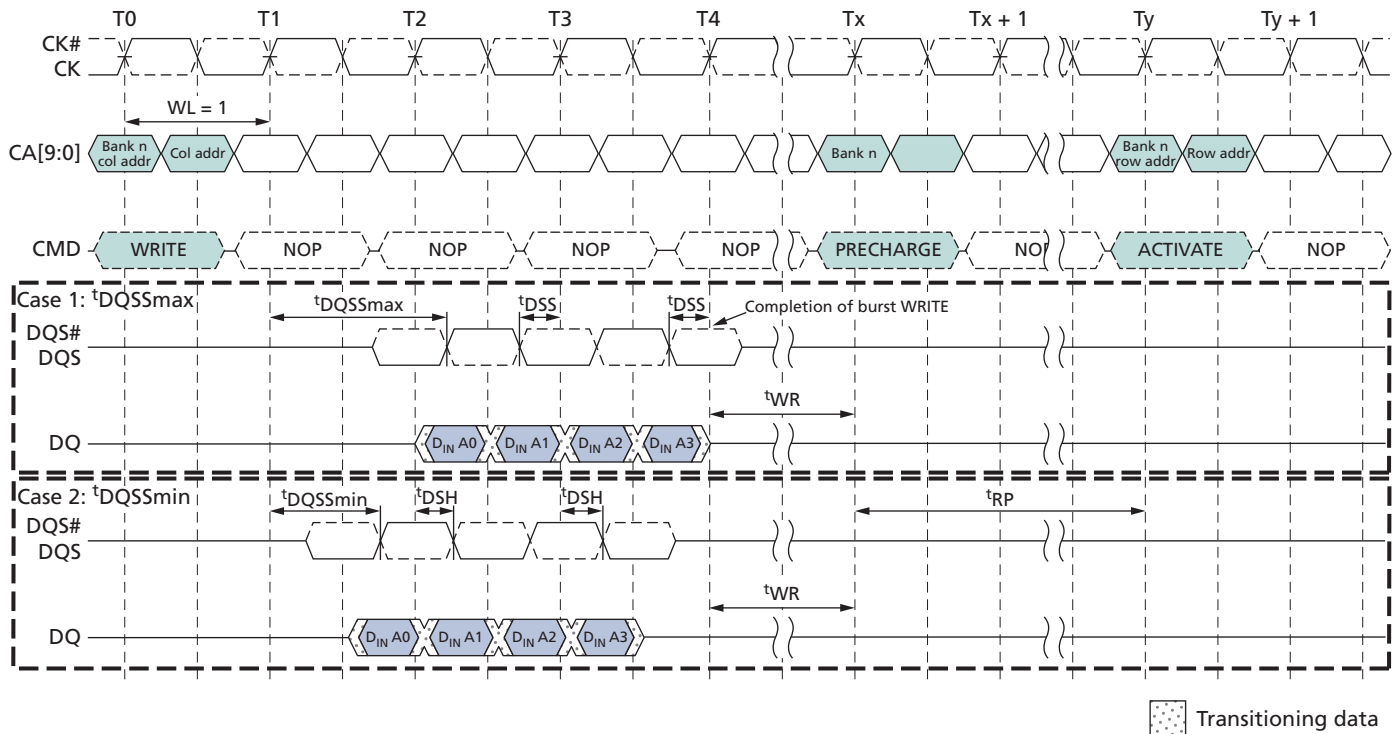 T0 T1 T2 T3 T4 Tx Tx + 1 Ty Ty + 1
CK#
CK
WL = 1
CA[9:0] Bank n col addr Col addr Bank n Bank n row addr Row addr
CMD WRITE NOP NOP NOP NOP PRECHARGE NOP ACTIVATE NOP
Case 1: tDQSSmax
tDQSSmax tDSS tDSS Completion of burst WRITE
DQS#
DQS
tWR
DQ DIN A0 DIN A1 DIN A2 DIN A3
Case 2: tDQSSmin
tDQSSmin tDSH tDSH tRP
DQS#
DQS
tWR
DQ DIN A0 DIN A1 DIN A2 DIN A3
Transitioning data